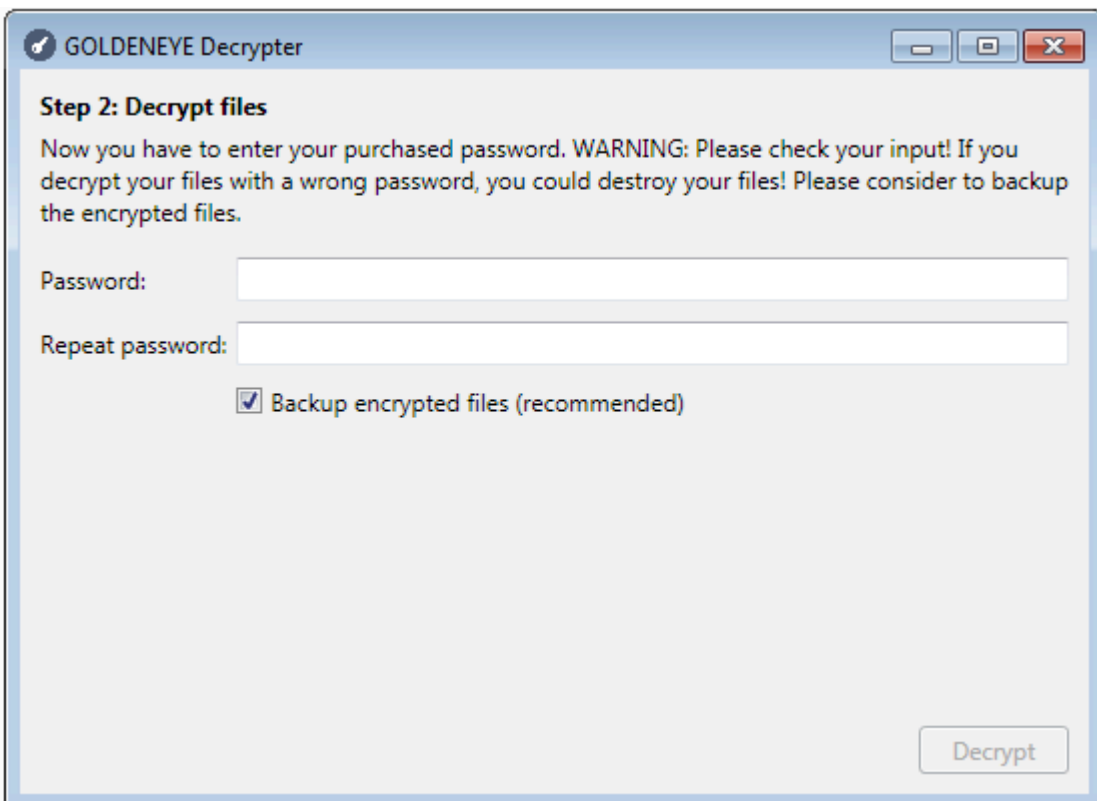 GOLDENEYE Decrypter
Step 2: Decrypt files
Now you have to enter your purchased password. WARNING: Please check your input! If you
decrypt your files with a wrong password, you could destroy your files! Please consider to backup
the encrypted files.
Password:
Repeat password:
Backup encrypted files (recommended)
Decrypt